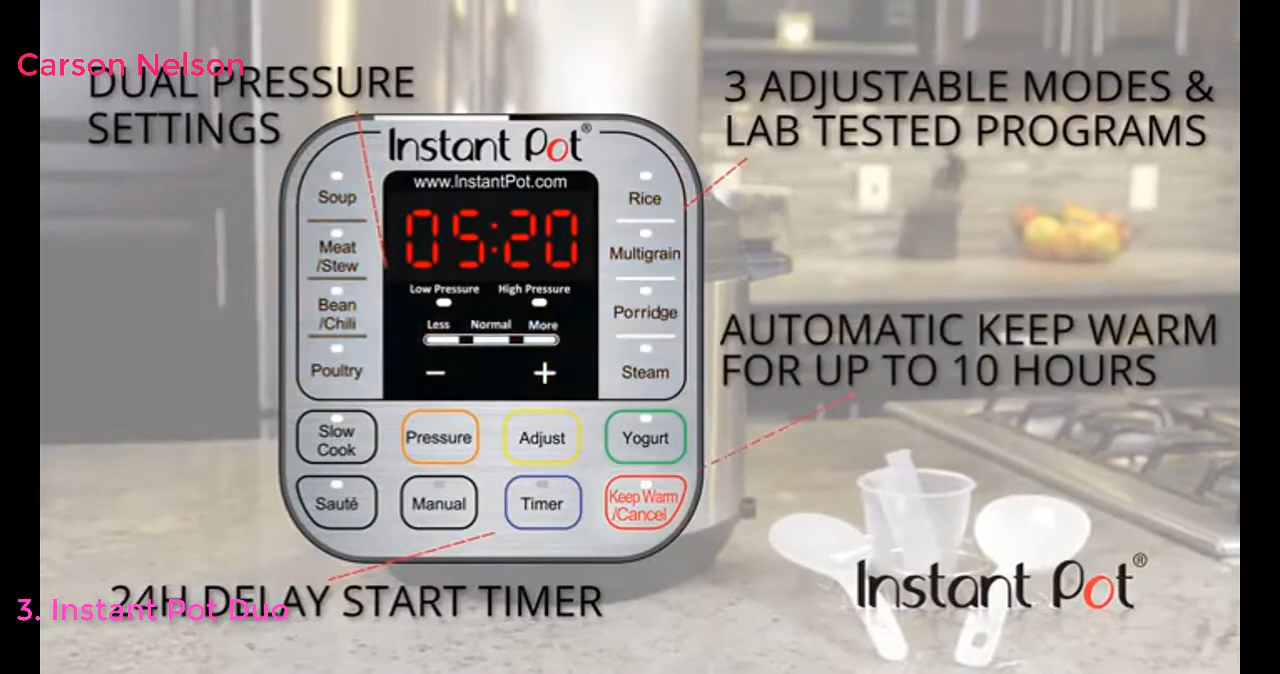 Carson Nelson
DUAL PRESSURE
SETTINGS
3 ADJUSTABLE MODES &
LAB TESTED PROGRAMS
Instant Pot®
www.InstantPot.com
05:20
Low Pressure High Pressure
Less Normal More
− +
Soup
Meat
/Stew
Bean
/Chili
Poultry
Rice
Multigrain
Porridge
Steam
Slow
Cook
Pressure
Adjust
Yogurt
Sauté
Manual
Timer
Keep Warm
/Cancel
AUTOMATIC KEEP WARM
FOR UP TO 10 HOURS
24H DELAY START TIMER
3. Instant Pot Duo
Instant Pot®